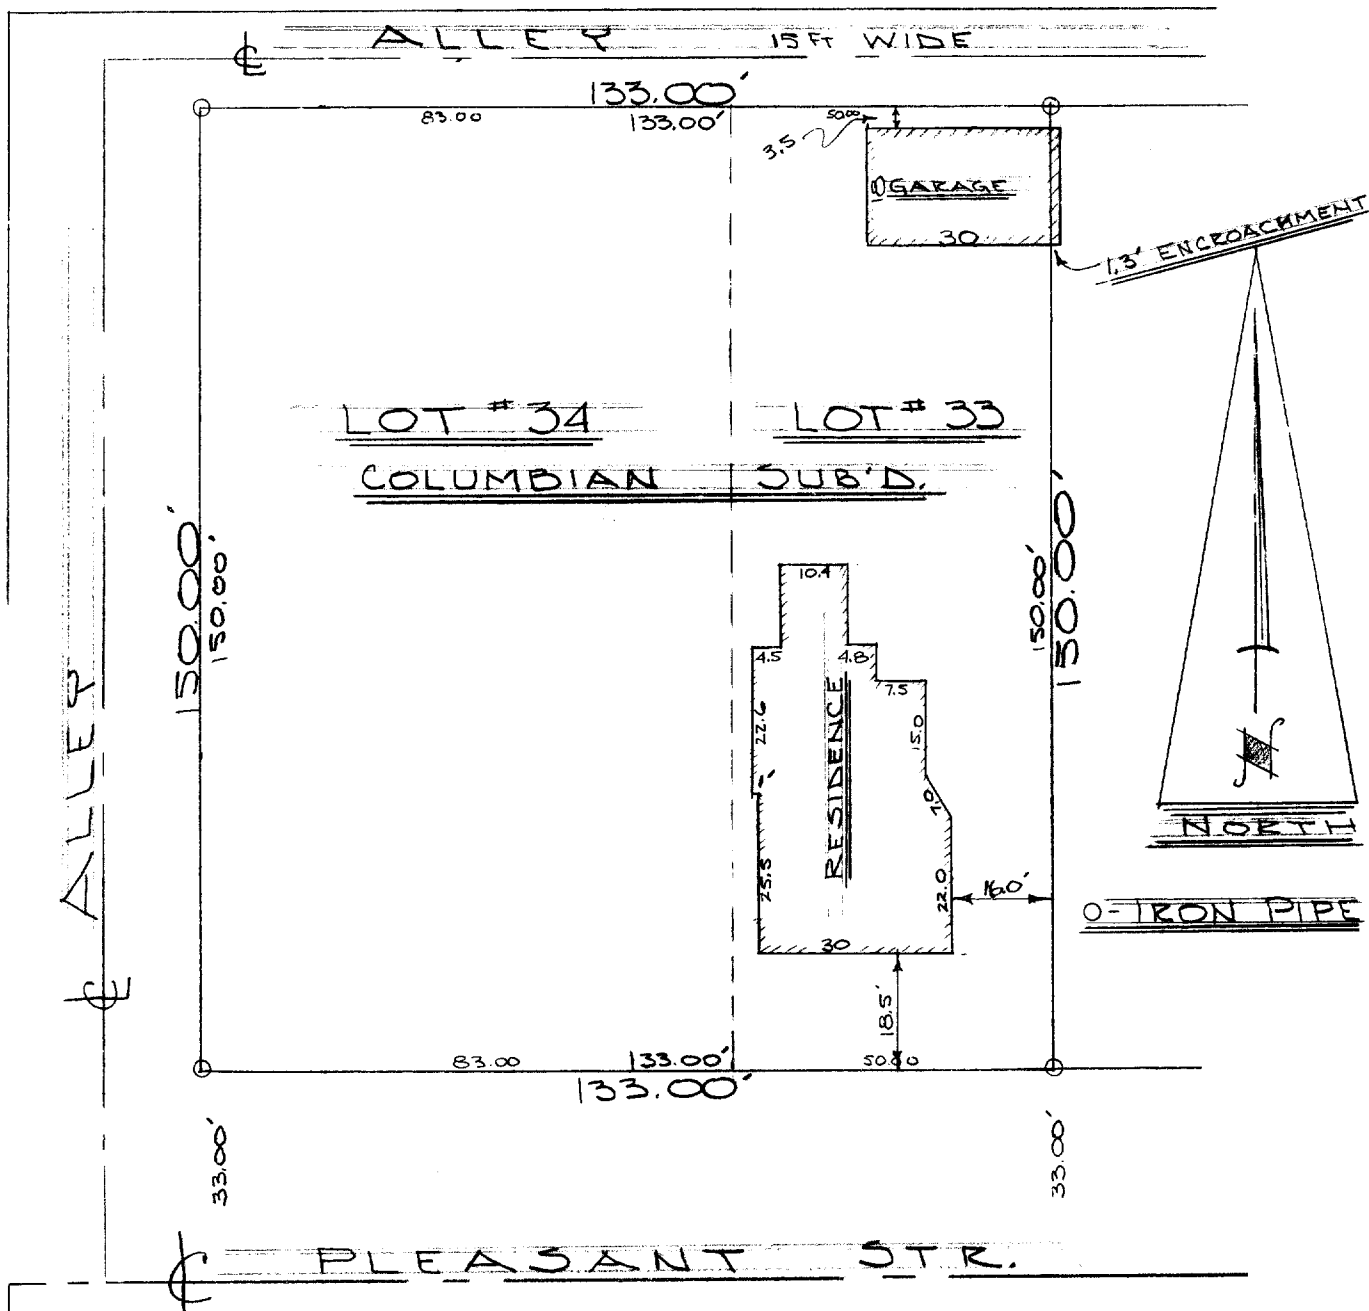 ALLEY 15 FT WIDE
℄
133.00'
83.00 133.00' 50.00
3.5
GARAGE
30
1.3' ENCROACHMENT
LOT # 34 LOT # 33
COLUMBIAN SUB'D.
150.00'
150.00'
150.00'
150.00'
10.4
4.5 4.8
7.5
22.6
15.0
7.0
RESIDENCE
25.5
22.0
16.0'
30
18.5'
N
NORTH
O-IRON PIPE
ALLEY
℄
83.00 133.00' 50.00
133.00'
33.00' 33.00'
℄ PLEASANT STR.